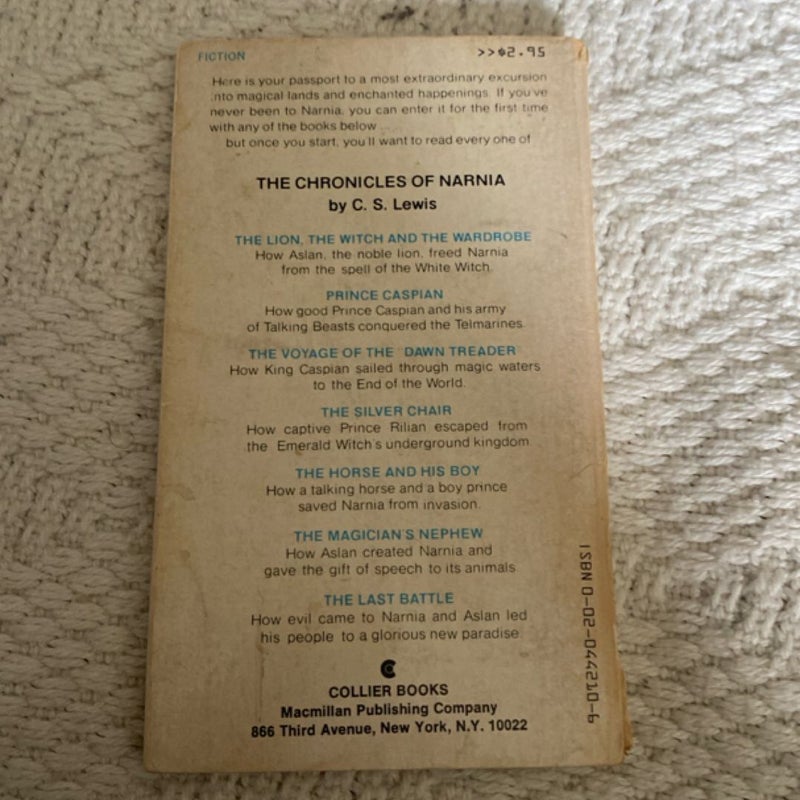 FICTION
>>$2.95
Here is your passport to a most extraordinary excursion
into magical lands and enchanted happenings. If you've
never been to Narnia, you can enter it for the first time
with any of the books below
but once you start, you'll want to read every one of
THE CHRONICLES OF NARNIA
by C. S. Lewis
THE LION, THE WITCH AND THE WARDROBE
How Aslan, the noble lion, freed Narnia
from the spell of the White Witch.
PRINCE CASPIAN
How good Prince Caspian and his army
of Talking Beasts conquered the Telmarines.
THE VOYAGE OF THE DAWN TREADER
How King Caspian sailed through magic waters
to the End of the World.
THE SILVER CHAIR
How captive Prince Rilian escaped from
the Emerald Witch's underground kingdom.
THE HORSE AND HIS BOY
How a talking horse and a boy prince
saved Narnia from invasion.
THE MAGICIAN'S NEPHEW
How Aslan created Narnia and
gave the gift of speech to its animals
THE LAST BATTLE
How evil came to Narnia and Aslan led
his people to a glorious new paradise.
COLLIER BOOKS
Macmillan Publishing Company
866 Third Avenue, New York, N.Y. 10022
ISBN 0-02-044210-6